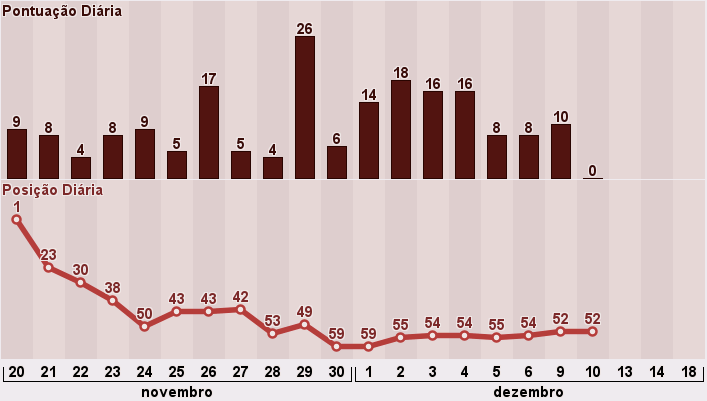 Pontuação Diária
9 8 4 8 9 5 17 5 4 26 6 14 18 16 16 8 8 10 0
Posição Diária
1 23 30 38 50 43 43 42 53 49 59 59 55 54 54 55 54 52 52
20 21 22 23 24 25 26 27 28 29 30 1 2 3 4 5 6 9 10 13 14 18
novembro dezembro